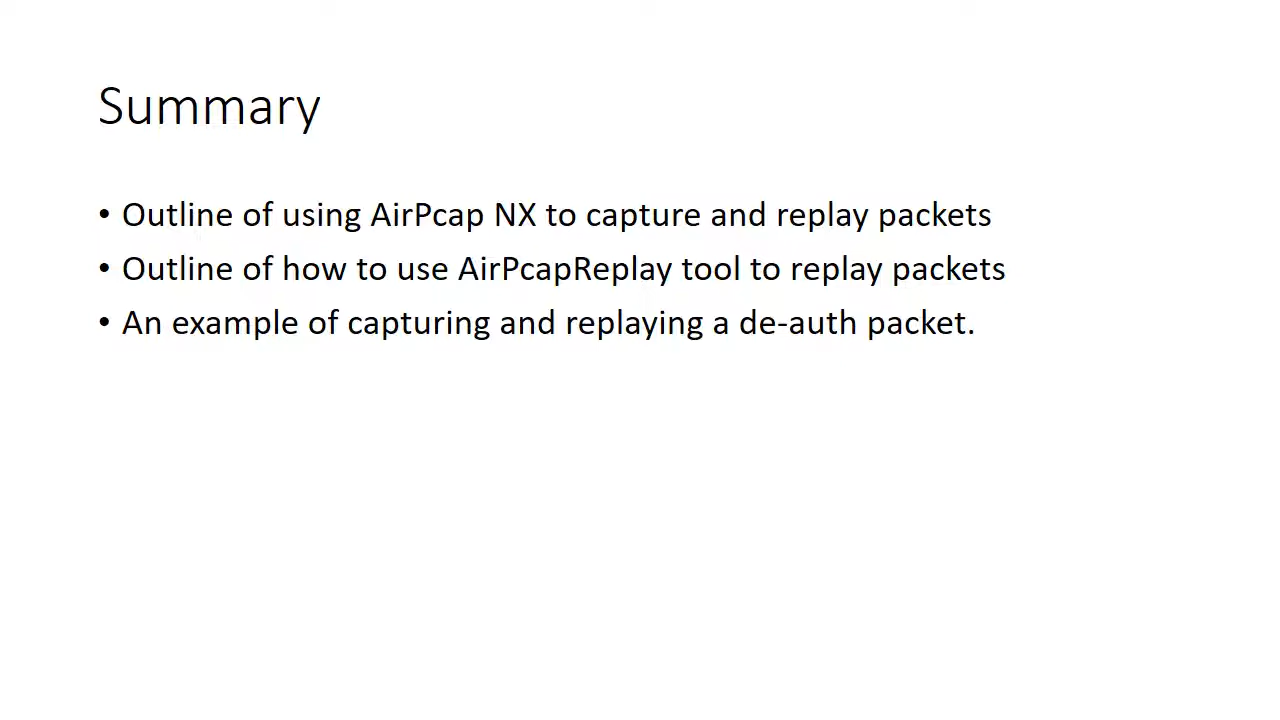 Summary
• Outline of using AirPcap NX to capture and replay packets
• Outline of how to use AirPcapReplay tool to replay packets
• An example of capturing and replaying a de-auth packet.